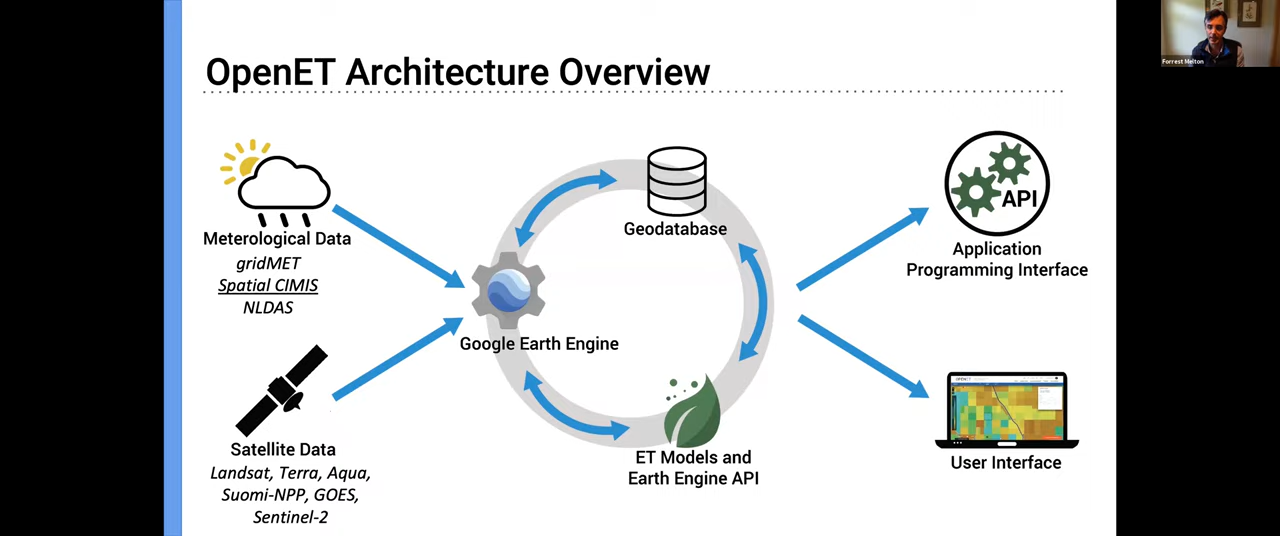 OpenET Architecture Overview
Forrest Melton
Meterological Data
gridMET
Spatial CIMIS
NLDAS
Satellite Data
Landsat, Terra, Aqua,
Suomi-NPP, GOES,
Sentinel-2
Google Earth Engine
Geodatabase
ET Models and
Earth Engine API
API
Application
Programming Interface
OPENET
User Interface